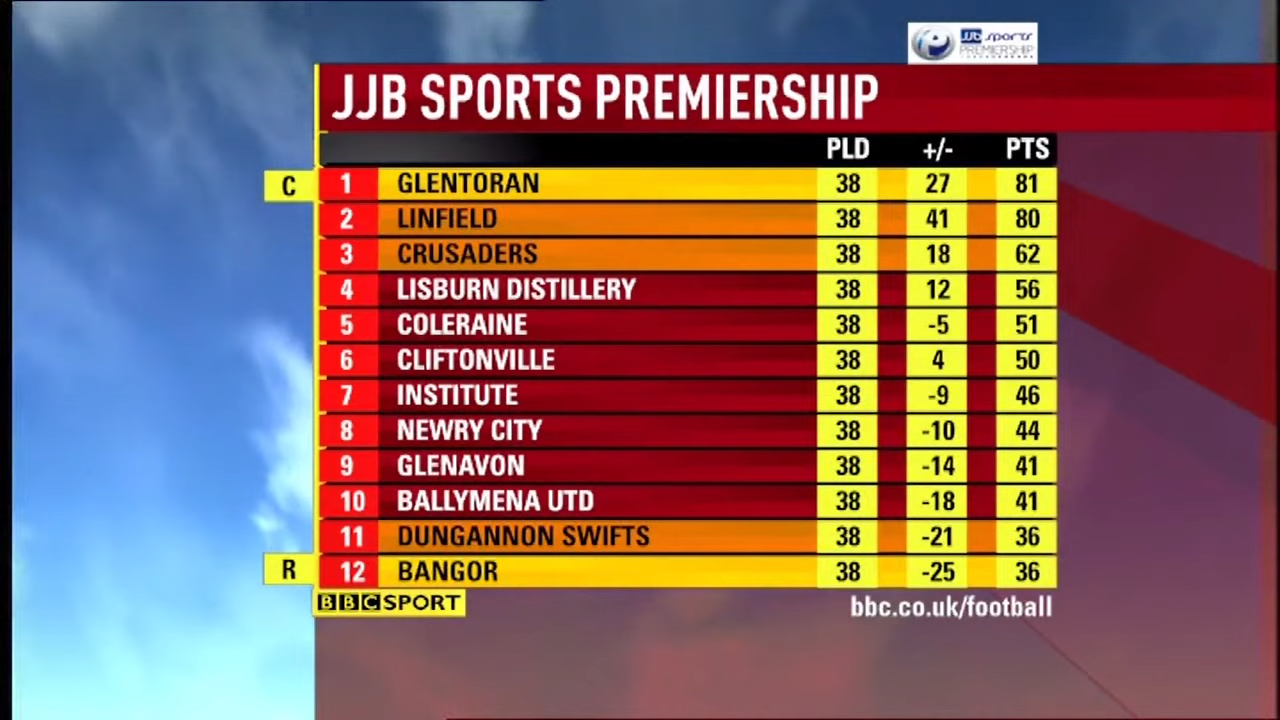 JJB sports
PREMIERSHIP
JJB SPORTS PREMIERSHIP
PLD +/- PTS
C 1 GLENTORAN 38 27 81
2 LINFIELD 38 41 80
3 CRUSADERS 38 18 62
4 LISBURN DISTILLERY 38 12 56
5 COLERAINE 38 -5 51
6 CLIFTONVILLE 38 4 50
7 INSTITUTE 38 -9 46
8 NEWRY CITY 38 -10 44
9 GLENAVON 38 -14 41
10 BALLYMENA UTD 38 -18 41
11 DUNGANNON SWIFTS 38 -21 36
R 12 BANGOR 38 -25 36
BBC SPORT bbc.co.uk/football